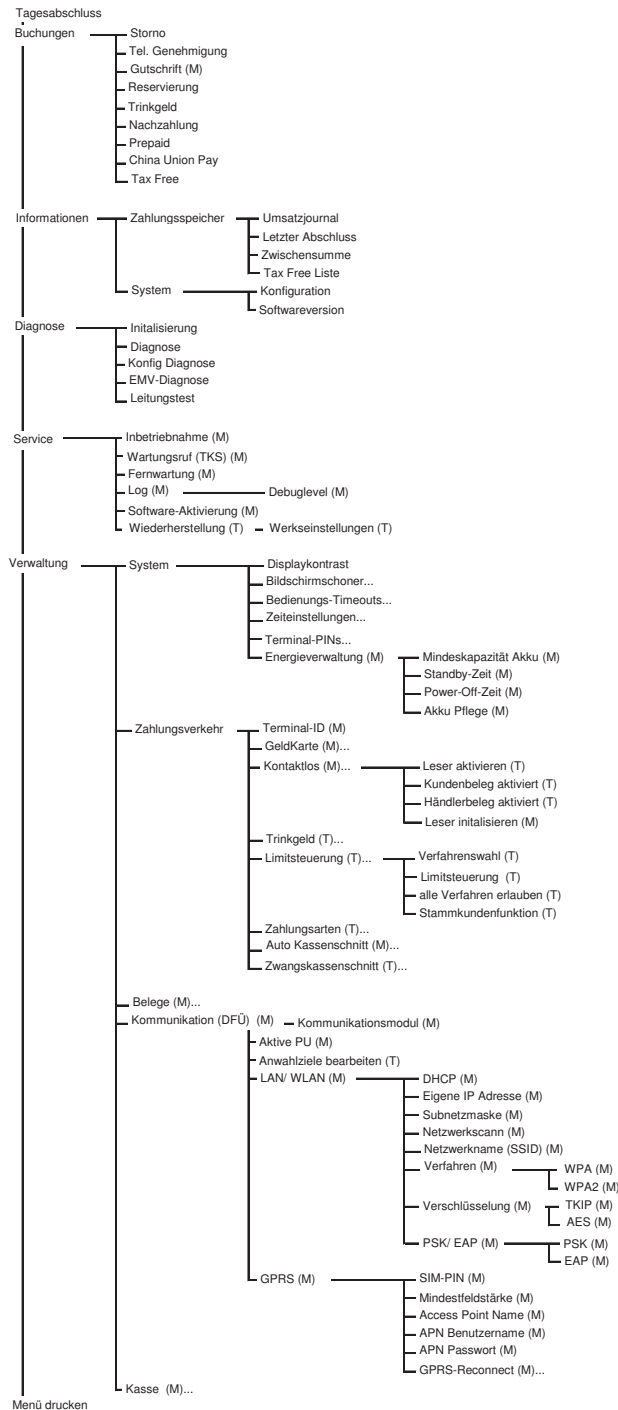 Tagesabschluss
Buchungen
Storno
Tel. Genehmigung
Gutschrift (M)
Reservierung
Trinkgeld
Nachzahlung
Prepaid
China Union Pay
Tax Free
Informationen
Zahlungsspeicher
Umsatzjournal
Letzter Abschluss
Zwischensumme
Tax Free Liste
System
Konfiguration
Softwareversion
Diagnose
Initalisierung
Diagnose
Konfig Diagnose
EMV-Diagnose
Leitungstest
Service
Inbetriebnahme (M)
Wartungsruf (TKS) (M)
Fernwartung (M)
Log (M)
Debuglevel (M)
Software-Aktivierung (M)
Wiederherstellung (T)
Werkseinstellungen (T)
Verwaltung
System
Displaykontrast
Bildschirmschoner...
Bedienungs-Timeouts...
Zeiteinstellungen...
Terminal-PINs...
Energieverwaltung (M)
Mindeskapazität Akku (M)
Standby-Zeit (M)
Power-Off-Zeit (M)
Akku Pflege (M)
Zahlungsverkehr
Terminal-ID (M)
GeldKarte (M)...
Kontaktlos (M)...
Leser aktivieren (T)
Kundenbeleg aktiviert (T)
Händlerbeleg aktiviert (T)
Leser initalisieren (M)
Trinkgeld (T)...
Limitsteuerung (T)...
Verfahrenswahl (T)
Limitsteuerung (T)
alle Verfahren erlauben (T)
Stammkundenfunktion (T)
Zahlungsarten (T)...
Auto Kassenschnitt (M)...
Zwangskassenschnitt (T)...
Belege (M)...
Kommunikation (DFÜ) (M)
Kommunikationsmodul (M)
Aktive PU (M)
Anwahlziele bearbeiten (T)
LAN/ WLAN (M)
DHCP (M)
Eigene IP Adresse (M)
Subnetzmaske (M)
Netzwerkscann (M)
Netzwerkname (SSID) (M)
Verfahren (M)
WPA (M)
WPA2 (M)
Verschlüsselung (M)
TKIP (M)
AES (M)
PSK/ EAP (M)
PSK (M)
EAP (M)
GPRS (M)
SIM-PIN (M)
Mindestfeldstärke (M)
Access Point Name (M)
APN Benutzername (M)
APN Passwort (M)
GPRS-Reconnect (M)...
Kasse (M)...
Menü drucken